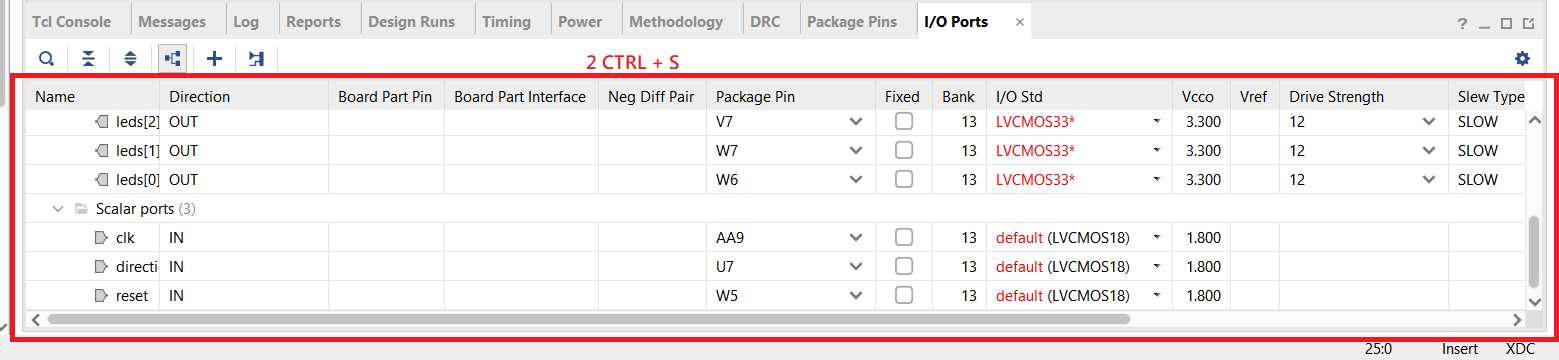 Tcl Console Messages Log Reports Design Runs Timing Power Methodology DRC Package Pins I/O Ports × ? _
2 CTRL + S
Name Direction Board Part Pin Board Part Interface Neg Diff Pair Package Pin Fixed Bank I/O Std Vcco Vref Drive Strength Slew Type
leds[2] OUT V7 13 LVCMOS33* 3.300 12 SLOW
leds[1] OUT W7 13 LVCMOS33* 3.300 12 SLOW
leds[0] OUT W6 13 LVCMOS33* 3.300 12 SLOW
Scalar ports (3)
clk IN AA9 13 default (LVCMOS18) 1.800
directi IN U7 13 default (LVCMOS18) 1.800
reset IN W5 13 default (LVCMOS18) 1.800
25:0 Insert XDC